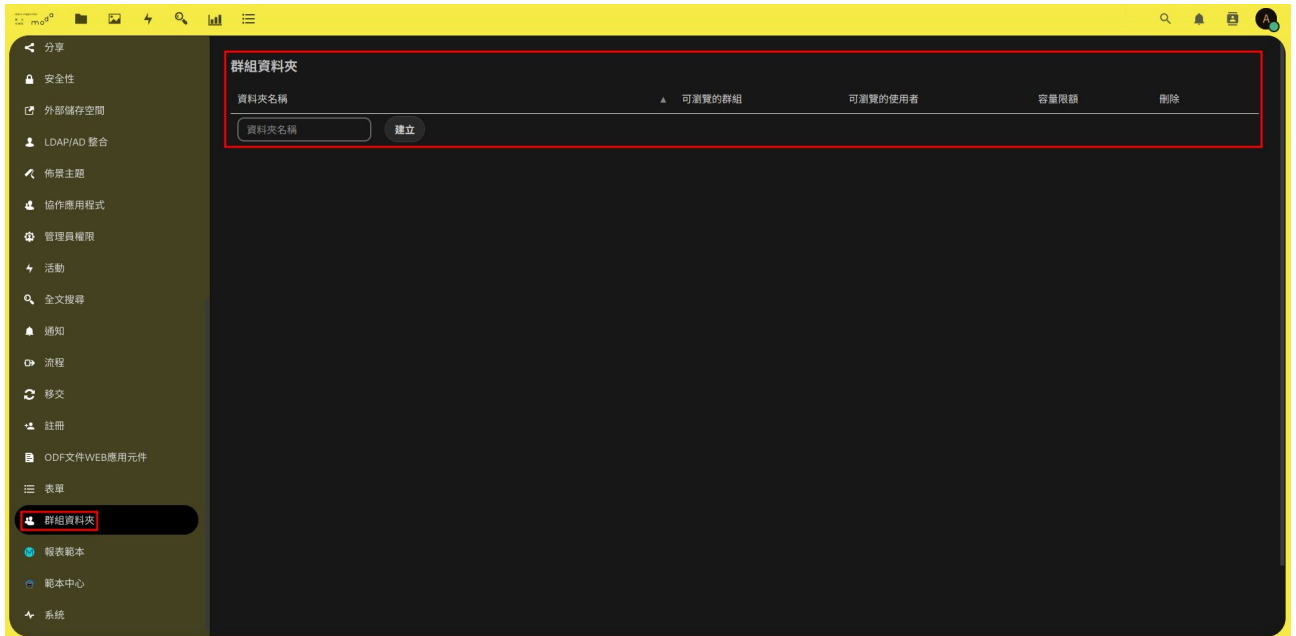 moda
分享
安全性
外部儲存空間
LDAP/AD 整合
佈景主題
協作應用程式
管理員權限
活動
全文搜尋
通知
流程
移交
註冊
ODF文件WEB應用元件
表單
群組資料夾
報表範本
範本中心
系統
群組資料夾
資料夾名稱 ▲ 可瀏覽的群組 可瀏覽的使用者 容量限額 刪除
資料夾名稱 建立
A